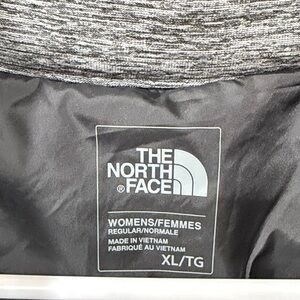 THE
NORTH
®FACE
WOMENS/FEMMES
REGULAR/NORMALE
MADE IN VIETNAM
FABRIQUÉ AU VIETNAM
XL/TG